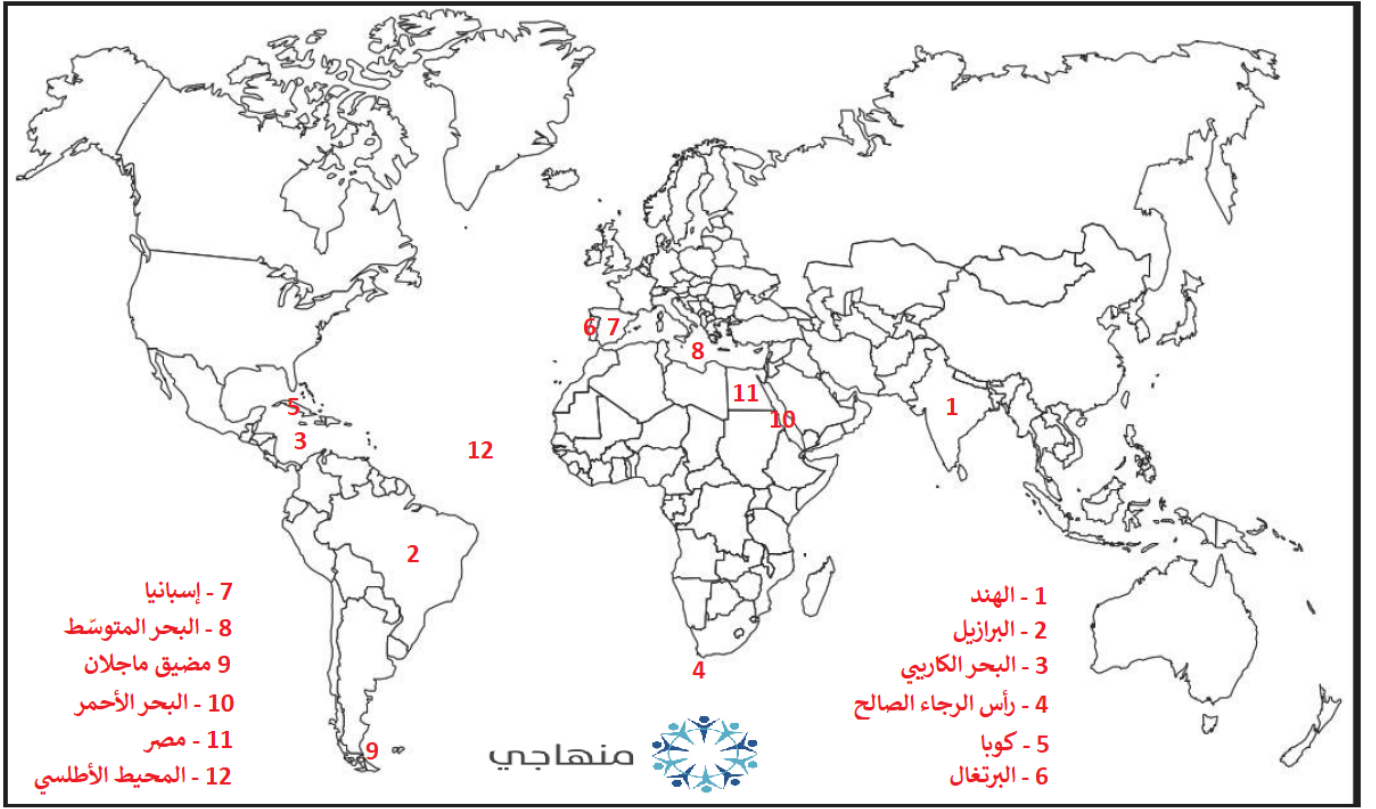 6
7
8
11
10
1
5
3
12
2
4
9
1 - الهند
2 - البرازيل
3 - البحر الكاريبي
4 - رأس الرجاء الصالح
5 - كوبا
6 - البرتغال
7 - إسبانيا
8 - البحر المتوسّط
9 مضيق ماجلان
10 - البحر الأحمر
11 - مصر
12 - المحيط الأطلسي
منهاجي